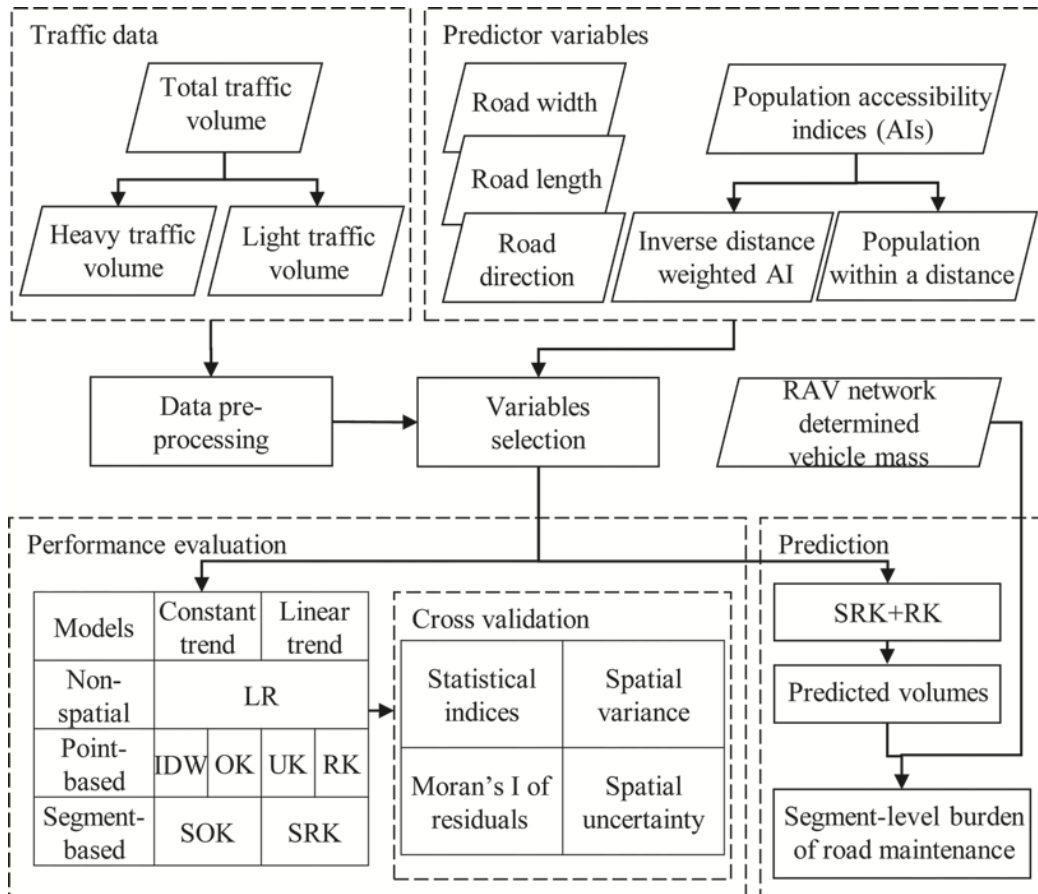 Traffic data
Total traffic
volume
Heavy traffic
volume
Light traffic
volume
Predictor variables
Road width
Road length
Road
direction
Population accessibility
indices (AIs)
Inverse distance
weighted AI
Population
within a distance
Data pre-
processing
Variables
selection
RAV network
determined
vehicle mass
Performance evaluation
Models
Constant
trend
Linear
trend
Non-
spatial
LR
Point-
based
IDW
OK
UK
RK
Segment-
based
SOK
SRK
Cross validation
Statistical
indices
Spatial
variance
Moran's I of
residuals
Spatial
uncertainty
Prediction
SRK+RK
Predicted volumes
Segment-level burden
of road maintenance